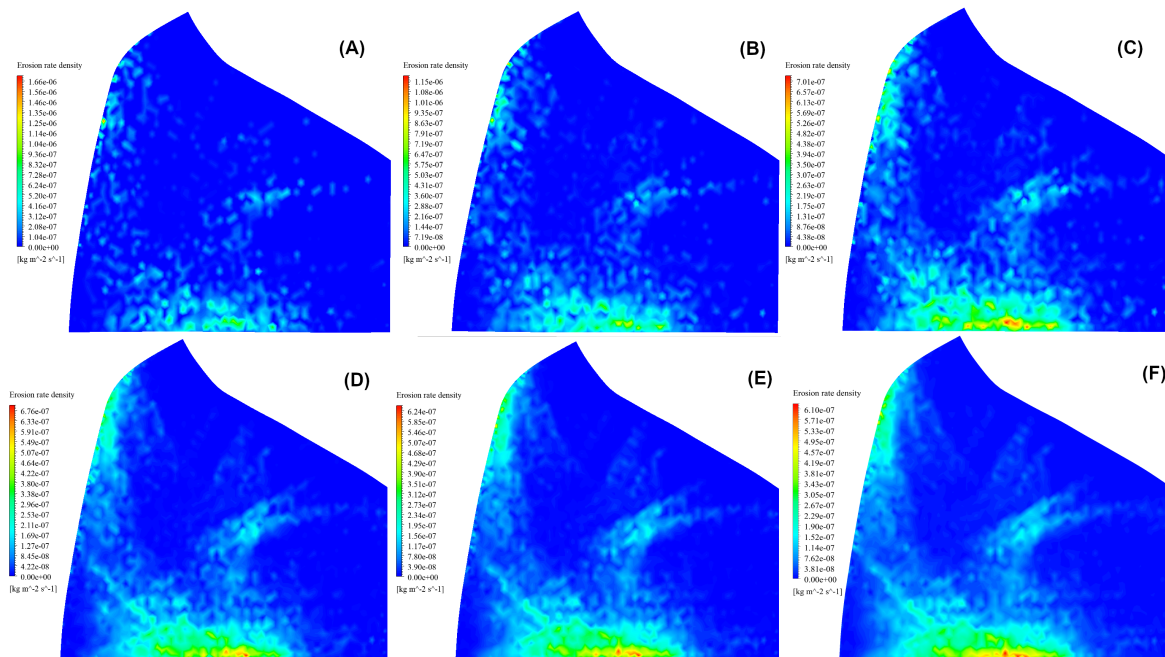 (A)
Erosion rate density
1.66e-06
1.56e-06
1.46e-06
1.35e-06
1.25e-06
1.14e-06
1.04e-06
9.36e-07
8.32e-07
7.28e-07
6.24e-07
5.20e-07
4.16e-07
3.12e-07
2.08e-07
1.04e-07
0.00e+00
[kg m^-2 s^-1]
(B)
Erosion rate density
1.15e-06
1.08e-06
1.01e-06
9.35e-07
8.63e-07
7.91e-07
7.19e-07
6.47e-07
5.75e-07
5.03e-07
4.31e-07
3.60e-07
2.88e-07
2.16e-07
1.44e-07
7.19e-08
0.00e+00
[kg m^-2 s^-1]
(C)
Erosion rate density
7.01e-07
6.57e-07
6.13e-07
5.69e-07
5.26e-07
4.82e-07
4.38e-07
3.94e-07
3.50e-07
3.07e-07
2.63e-07
2.19e-07
1.75e-07
1.31e-07
8.76e-08
4.38e-08
0.00e+00
[kg m^-2 s^-1]
(D)
Erosion rate density
6.76e-07
6.33e-07
5.91e-07
5.49e-07
5.07e-07
4.64e-07
4.22e-07
3.80e-07
3.38e-07
2.96e-07
2.53e-07
2.11e-07
1.69e-07
1.27e-07
8.45e-08
4.22e-08
0.00e+00
[kg m^-2 s^-1]
(E)
Erosion rate density
6.24e-07
5.85e-07
5.46e-07
5.07e-07
4.68e-07
4.29e-07
3.90e-07
3.51e-07
3.12e-07
2.73e-07
2.34e-07
1.95e-07
1.56e-07
1.17e-07
7.80e-08
3.90e-08
0.00e+00
[kg m^-2 s^-1]
(F)
Erosion rate density
6.10e-07
5.71e-07
5.33e-07
4.95e-07
4.57e-07
4.19e-07
3.81e-07
3.43e-07
3.05e-07
2.67e-07
2.29e-07
1.90e-07
1.52e-07
1.14e-07
7.62e-08
3.81e-08
0.00e+00
[kg m^-2 s^-1]